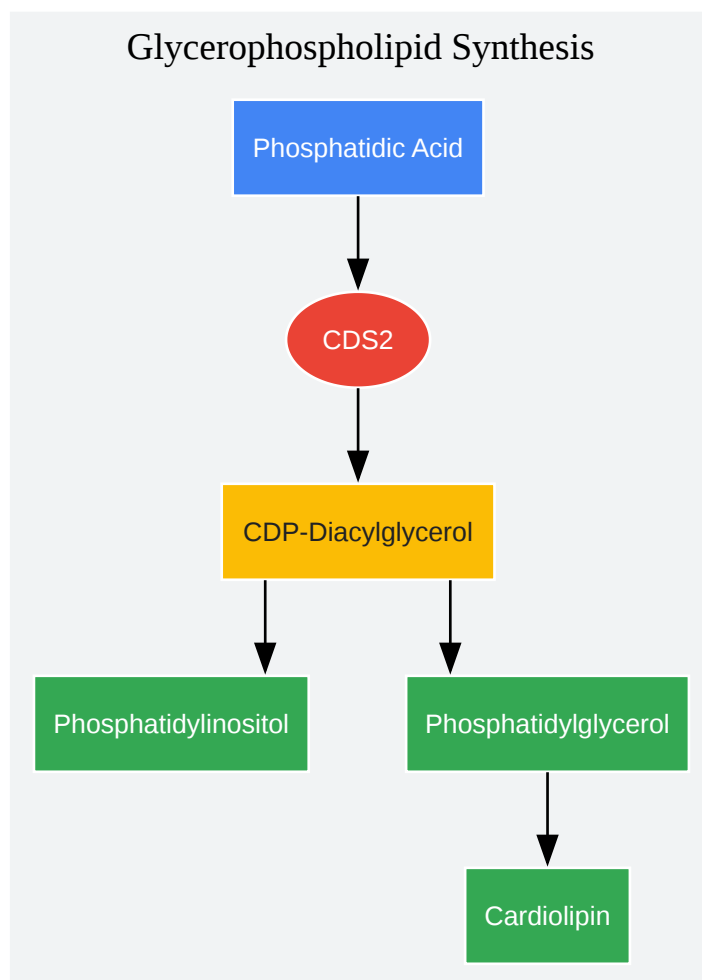 Glycerophospholipid Synthesis
Phosphatidic Acid
CDS2
CDP-Diacylglycerol
Phosphatidylinositol
Phosphatidylglycerol
Cardiolipin